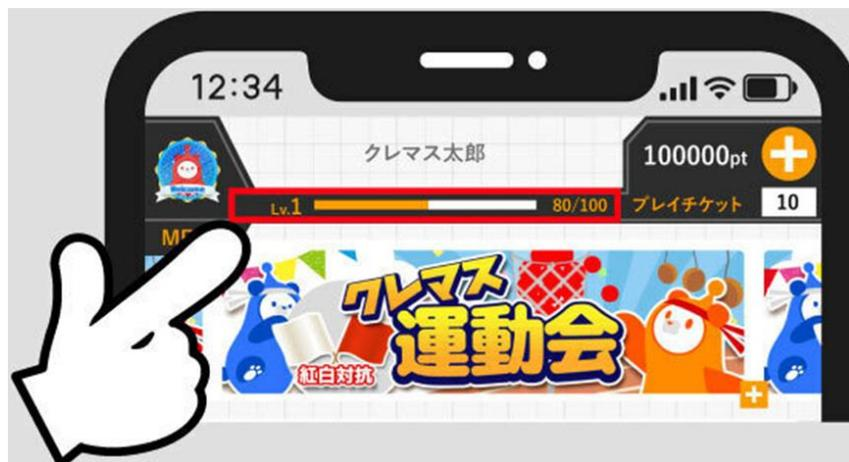 12:34
クレマス太郎
100000pt
Welcome
Lv.1
80/100
プレイチケット
10
クレマス
運動会
紅白対抗